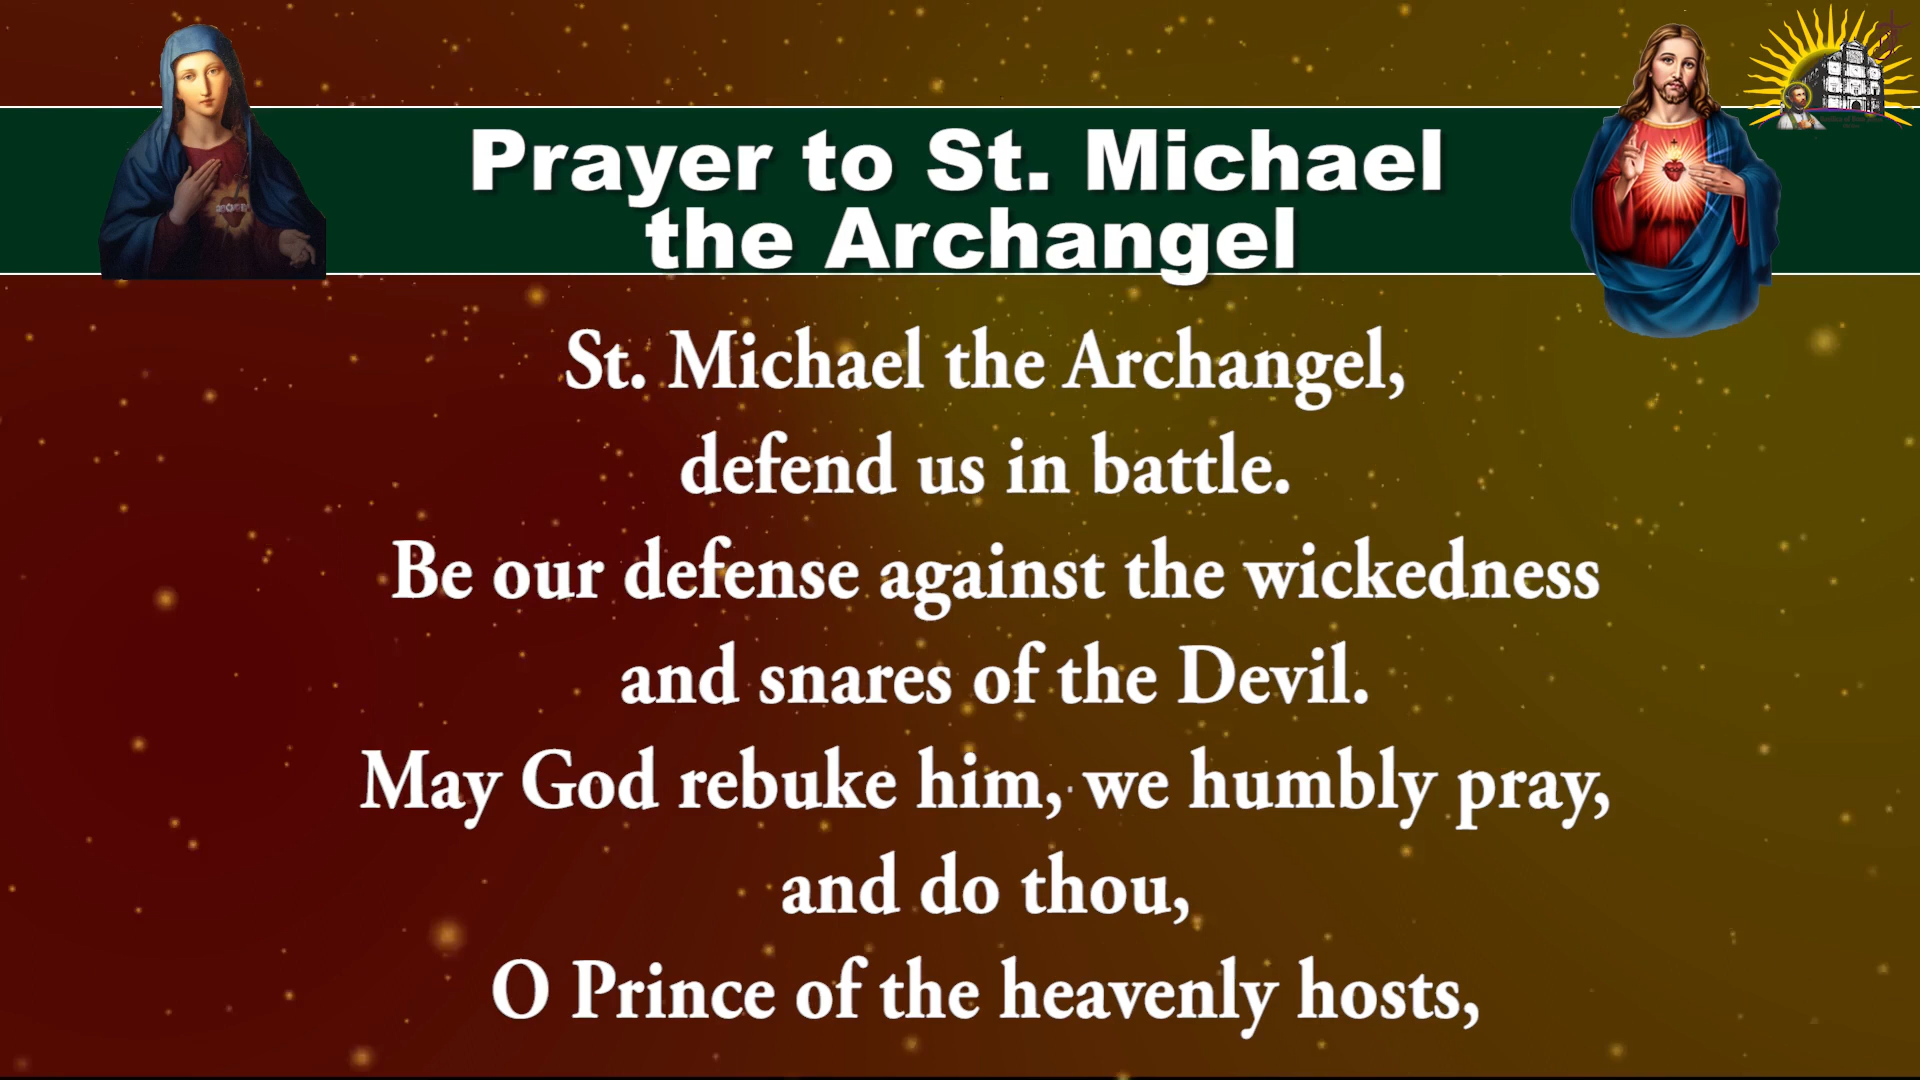 Prayer to St. Michael
the Archangel
St. Michael the Archangel,
defend us in battle.
Be our defense against the wickedness
and snares of the Devil.
May God rebuke him, we humbly pray,
and do thou,
O Prince of the heavenly hosts,